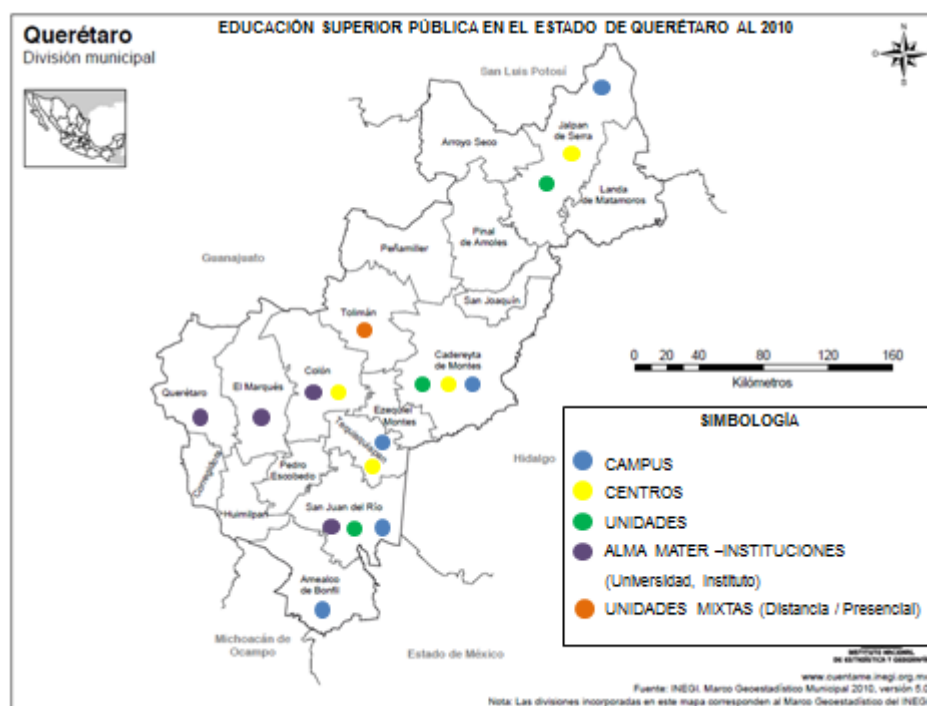 Querétaro
División municipal
EDUCACIÓN SUPERIOR PÚBLICA EN EL ESTADO DE QUERÉTARO AL 2010
N
O
E
S
San Luis Potosí
Jalpan
de Serra
Arroyo Seco
Landa
de Matamoros
Pinal
de Amoles
Peñamiller
Guanajuato
San Joaquín
Tolimán
Cadereyta
de Montes
Colón
El Marqués
Querétaro
Ezequiel
Montes
Tequisquiapan
Pedro
Escobedo
Corregidora
Huimilpan
San Juan del Río
Hidalgo
Amealco
de Bonfil
Michoacán de
Ocampo
Estado de México
0 20 40 80 120 160
Kilómetros
SIMBOLOGÍA
CAMPUS
CENTROS
UNIDADES
ALMA MATER –INSTITUCIONES
(Universidad, Instituto)
UNIDADES MIXTAS (Distancia / Presencial)
INSTITUTO NACIONAL
DE ESTADÍSTICA Y GEOGRAFÍA
www.cuentame.inegi.org.mx
Fuente: INEGI. Marco Geoestadístico Municipal 2010, versión 5.0
Nota: Las divisiones incorporadas en este mapa corresponden al Marco Geoestadístico del INEGI